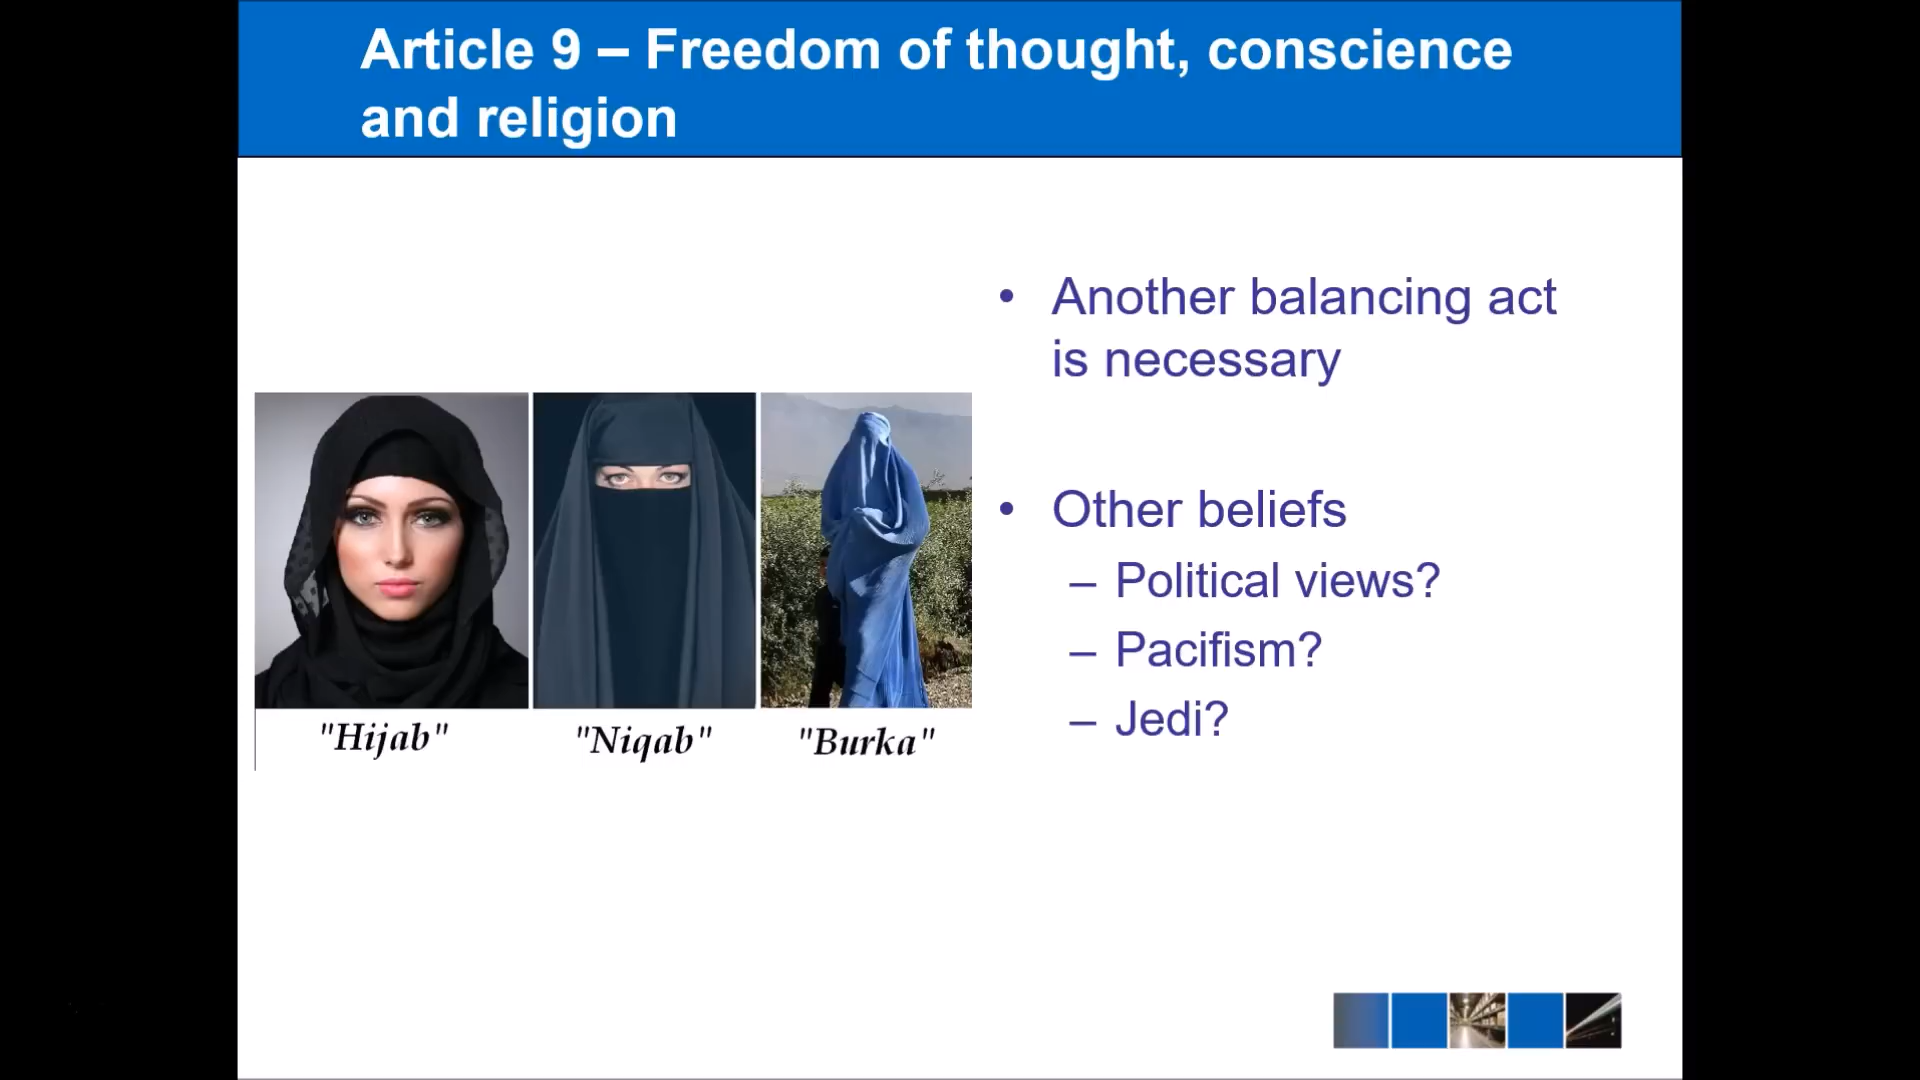 Article 9 – Freedom of thought, conscience
and religion
• Another balancing act
is necessary
• Other beliefs
– Political views?
– Pacifism?
– Jedi?
"Hijab"
"Niqab"
"Burka"